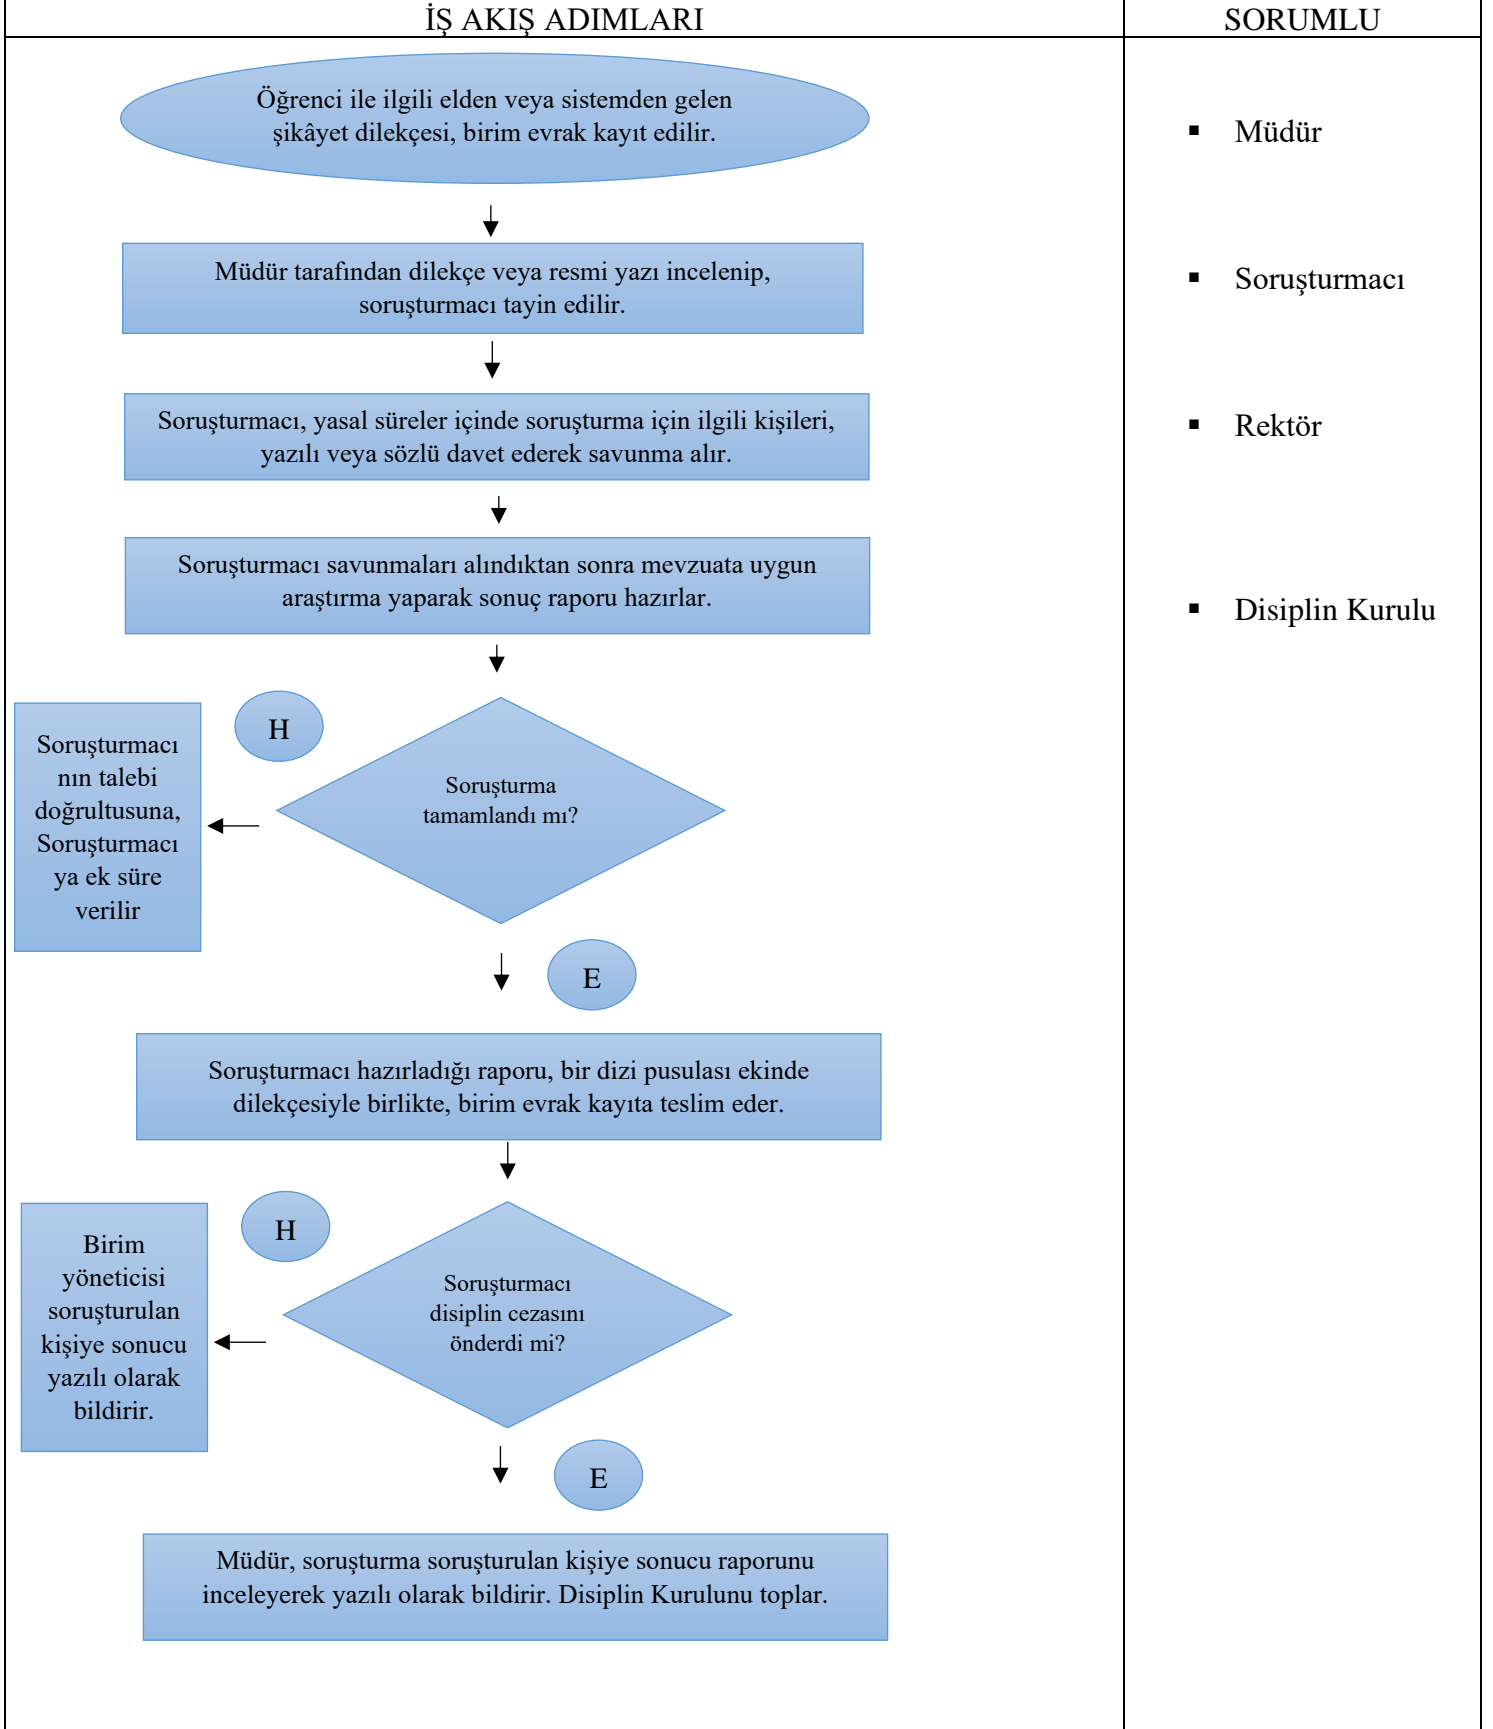 İŞ AKIŞ ADIMLARI
SORUMLU
Öğrenci ile ilgili elden veya sistemden gelen
şikâyet dilekçesi, birim evrak kayıt edilir.
Müdür tarafından dilekçe veya resmi yazı incelenip,
soruşturmacı tayin edilir.
Soruşturmacı, yasal süreler içinde soruşturma için ilgili kişileri,
yazılı veya sözlü davet ederek savunma alır.
Soruşturmacı savunmaları alındıktan sonra mevzuata uygun
araştırma yaparak sonuç raporu hazırlar.
H
Soruşturmacı
nın talebi
doğrultusuna,
Soruşturmacı
ya ek süre
verilir
Soruşturma
tamamlandı mı?
E
Soruşturmacı hazırladığı raporu, bir dizi pusulası ekinde
dilekçesiyle birlikte, birim evrak kayıta teslim eder.
H
Birim
yöneticisi
soruşturulan
kişiye sonucu
yazılı olarak
bildirir.
Soruşturmacı
disiplin cezasını
önderdi mi?
E
Müdür, soruşturma soruşturulan kişiye sonucu raporunu
inceleyerek yazılı olarak bildirir. Disiplin Kurulunu toplar.
▪ Müdür
▪ Soruşturmacı
▪ Rektör
▪ Disiplin Kurulu